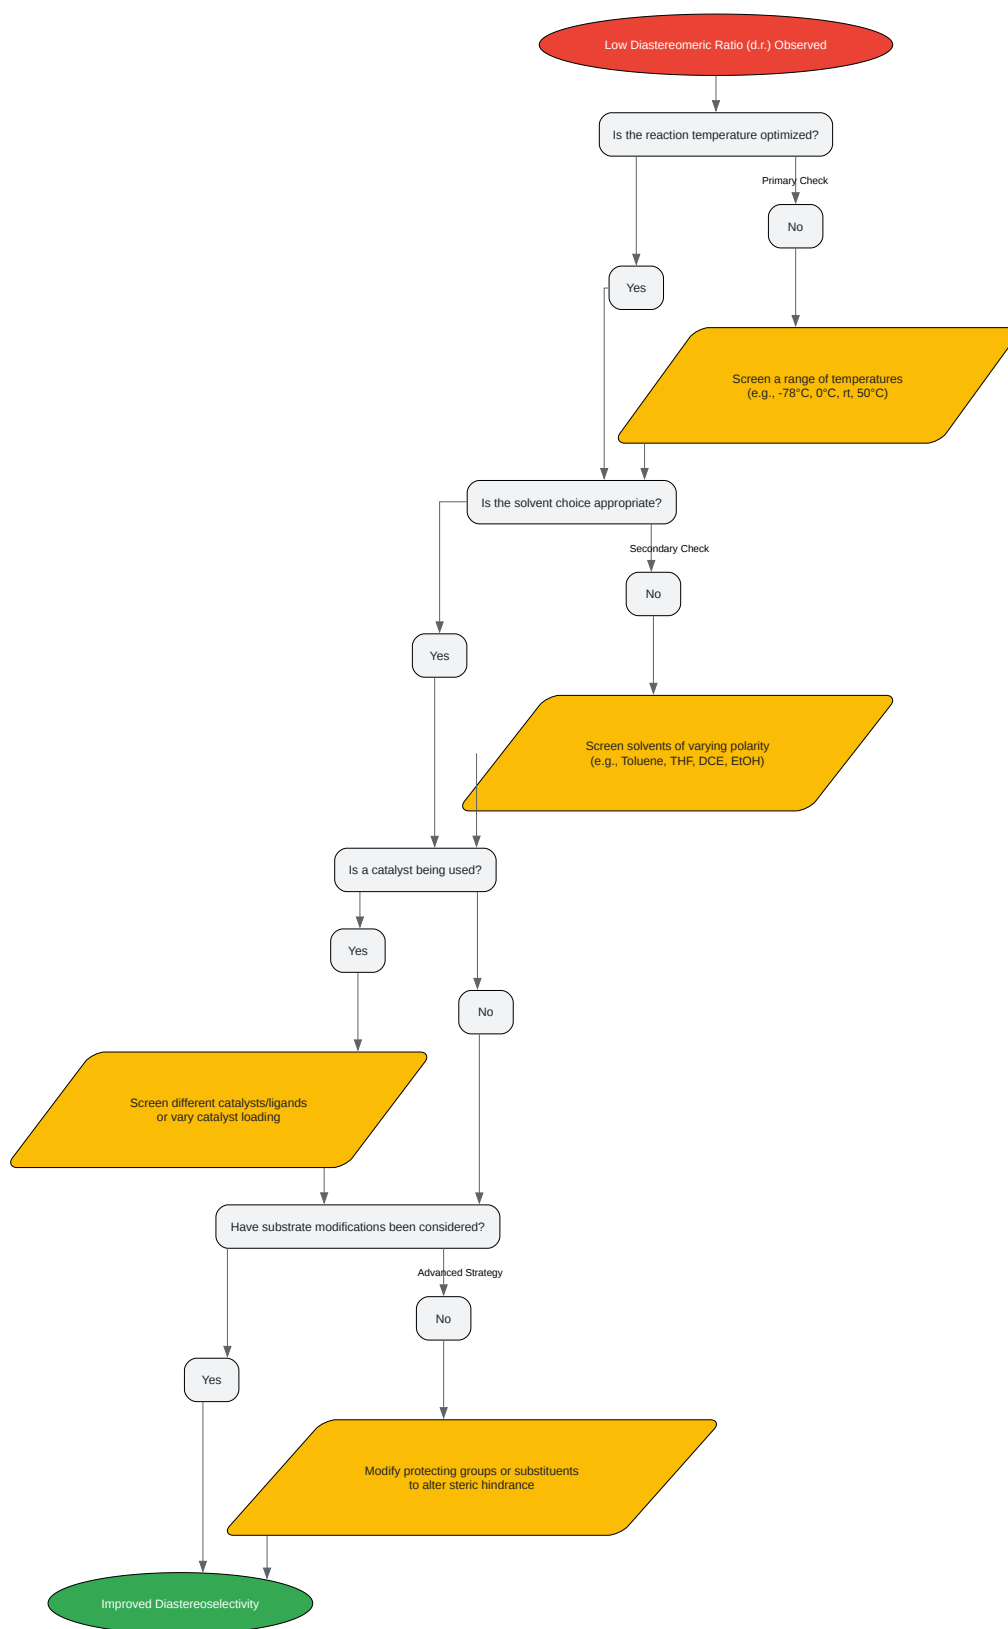 Low Diastereomeric Ratio (d.r.) Observed
Is the reaction temperature optimized?
Primary Check
No
Yes
Screen a range of temperatures
(e.g., -78°C, 0°C, rt, 50°C)
Is the solvent choice appropriate?
Secondary Check
No
Yes
Screen solvents of varying polarity
(e.g., Toluene, THF, DCE, EtOH)
Is a catalyst being used?
Yes
No
Screen different catalysts/ligands
or vary catalyst loading
Have substrate modifications been considered?
Advanced Strategy
No
Yes
Modify protecting groups or substituents
to alter steric hindrance
Improved Diastereoselectivity